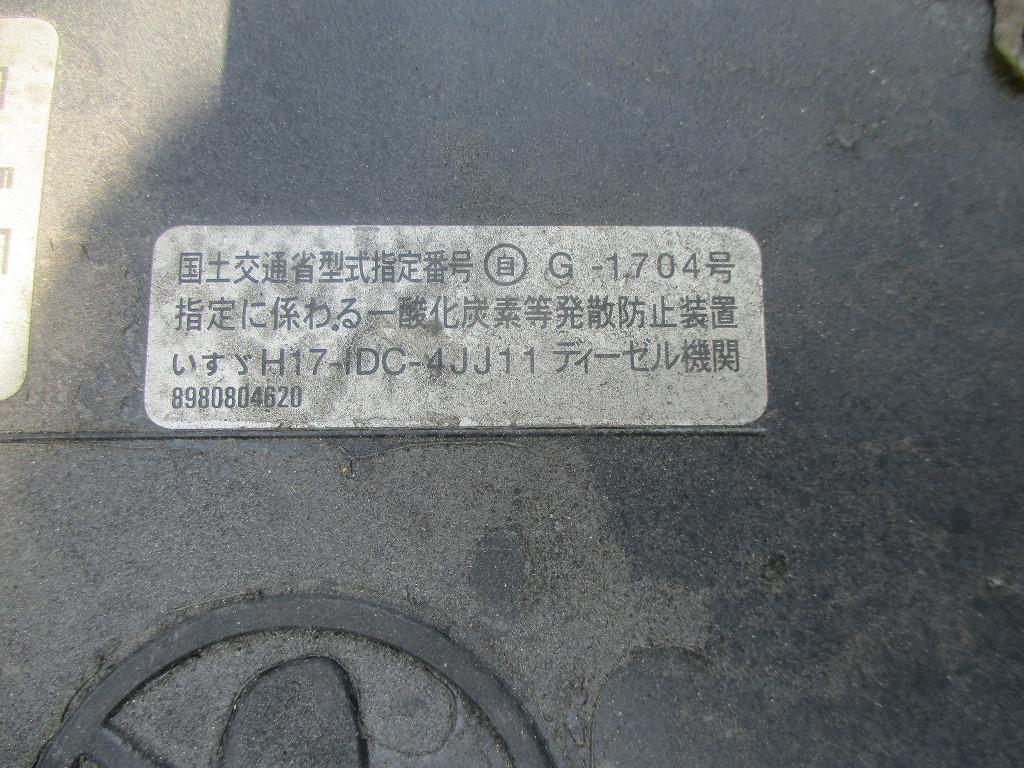 国土交通省型式指定番号 ㊀自 G -1704号
指定に係わる一酸化炭素等発散防止装置
いすゞH17-IDC-4JJ11 ディーゼル機関
8980804620